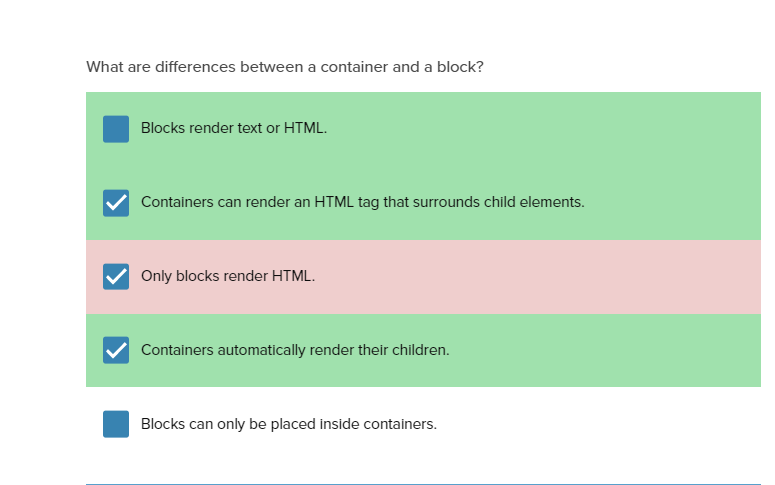 What are differences between a container and a block?
Blocks render text or HTML.
Containers can render an HTML tag that surrounds child elements.
Only blocks render HTML.
Containers automatically render their children.
Blocks can only be placed inside containers.